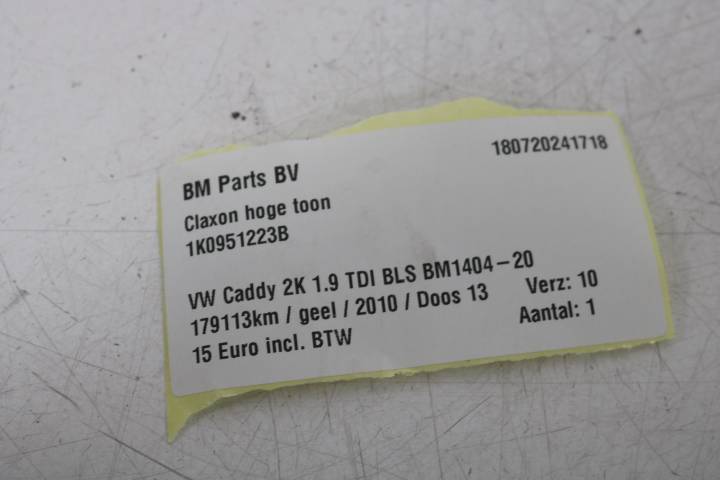 BM Parts BV
180720241718
Claxon hoge toon
1K0951223B
VW Caddy 2K 1.9 TDI BLS BM1404-20
179113km / geel / 2010 / Doos 13
Verz: 10
15 Euro incl. BTW
Aantal: 1